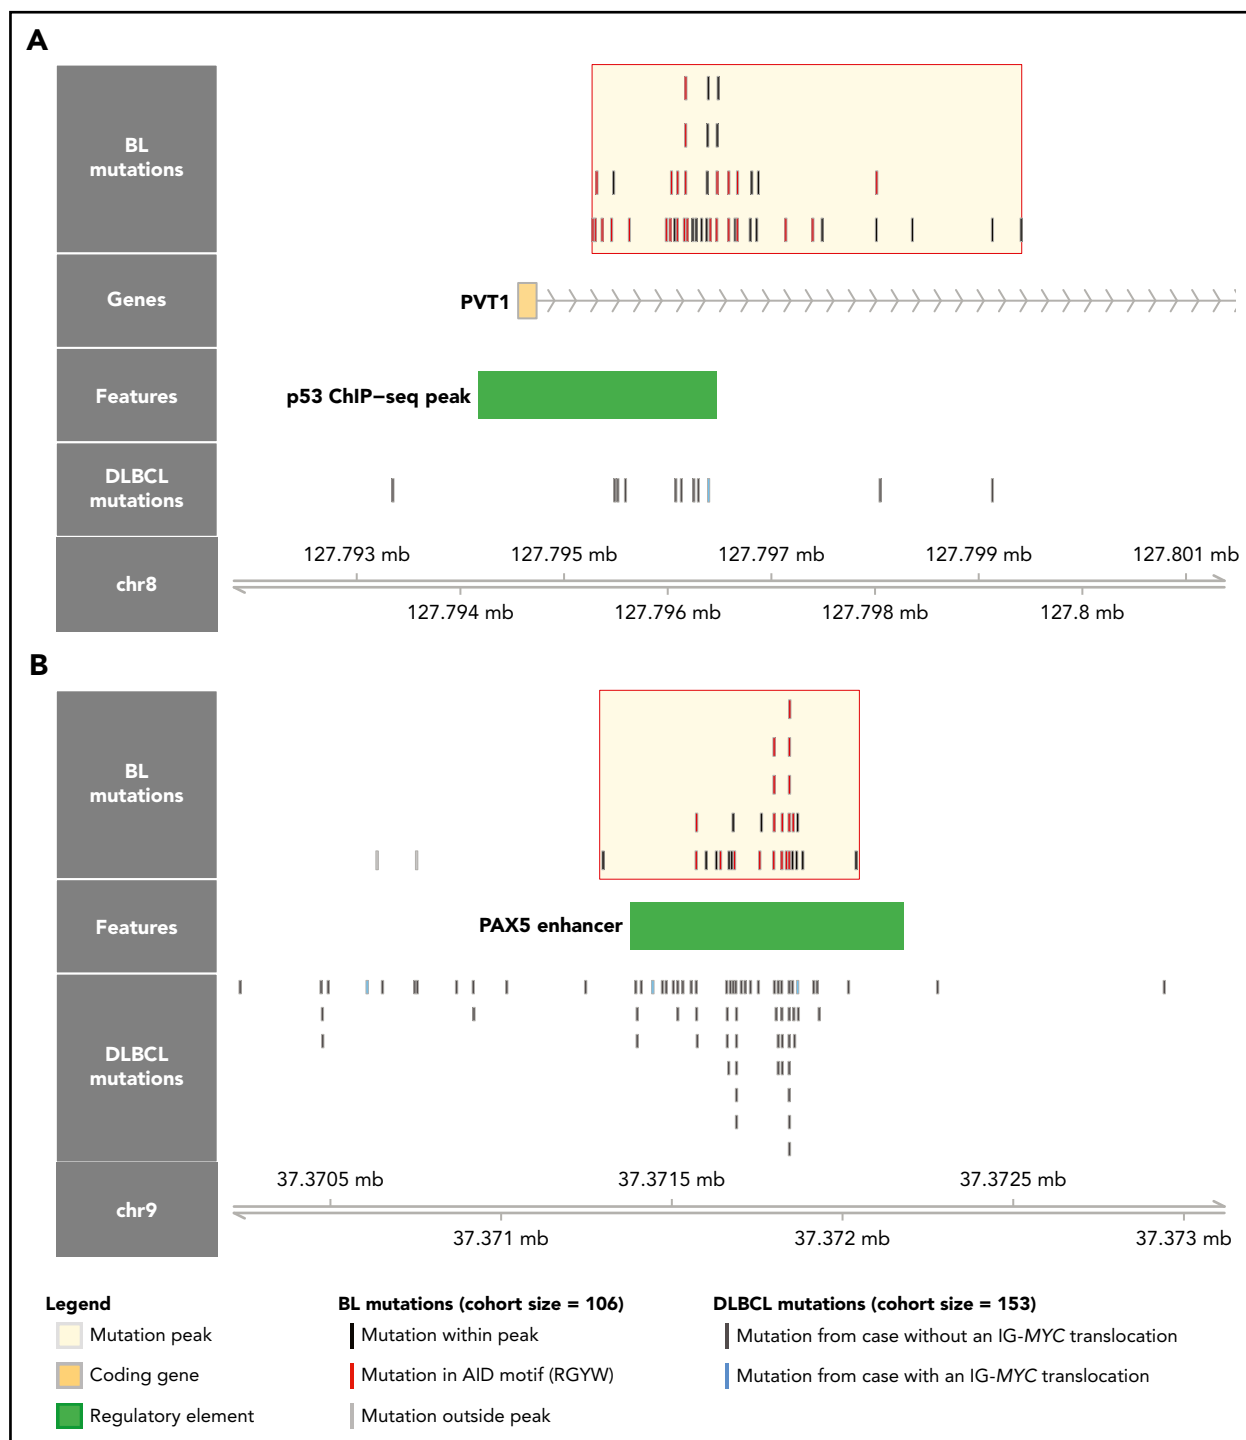 A
BL
mutations
Genes
PVT1
Features
p53 ChIP–seq peak
DLBCL
mutations
chr8
127.793 mb 127.795 mb 127.797 mb 127.799 mb 127.801 mb
127.794 mb 127.796 mb 127.798 mb 127.8 mb
B
BL
mutations
Features
PAX5 enhancer
DLBCL
mutations
chr9
37.3705 mb 37.3715 mb 37.3725 mb
37.371 mb 37.372 mb 37.373 mb
Legend
Mutation peak
Coding gene
Regulatory element
BL mutations (cohort size = 106)
Mutation within peak
Mutation in AID motif (RGYW)
Mutation outside peak
DLBCL mutations (cohort size = 153)
Mutation from case without an IG-MYC translocation
Mutation from case with an IG-MYC translocation